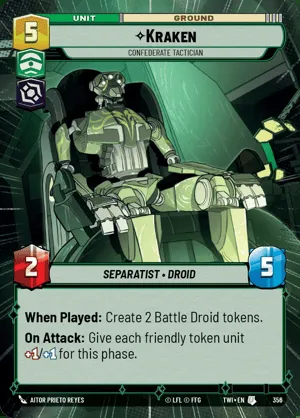 UNIT GROUND
5 ✧KRAKEN
CONFEDERATE TACTICIAN
2 5
SEPARATIST • DROID
When Played: Create 2 Battle Droid tokens.
On Attack: Give each friendly token unit
+1/+1 for this phase.
AITOR PRIETO REYES Ⓛ LFL © FFG TWI • EN U 356